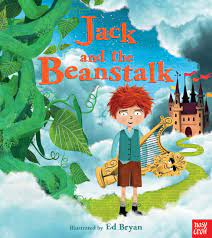 Jack
and the
Beanstalk
Illustrated by Ed Bryan
nosy
crow